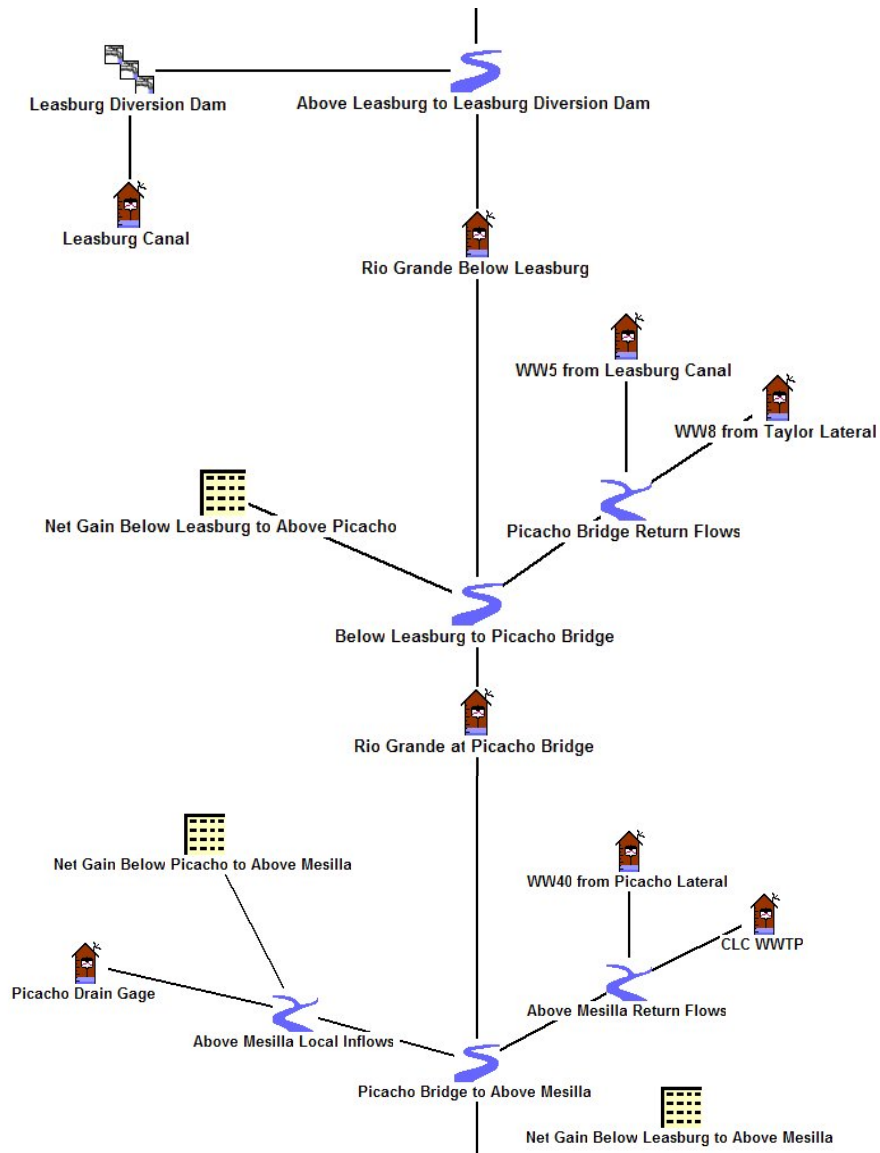 Leasburg Diversion Dam
Above Leasburg to Leasburg Diversion Dam
Leasburg Canal
Rio Grande Below Leasburg
WW5 from Leasburg Canal
WW8 from Taylor Lateral
Net Gain Below Leasburg to Above Picacho
Picacho Bridge Return Flows
Below Leasburg to Picacho Bridge
Rio Grande at Picacho Bridge
Net Gain Below Picacho to Above Mesilla
WW40 from Picacho Lateral
CLC WWTP
Picacho Drain Gage
Above Mesilla Return Flows
Above Mesilla Local Inflows
Picacho Bridge to Above Mesilla
Net Gain Below Leasburg to Above Mesilla